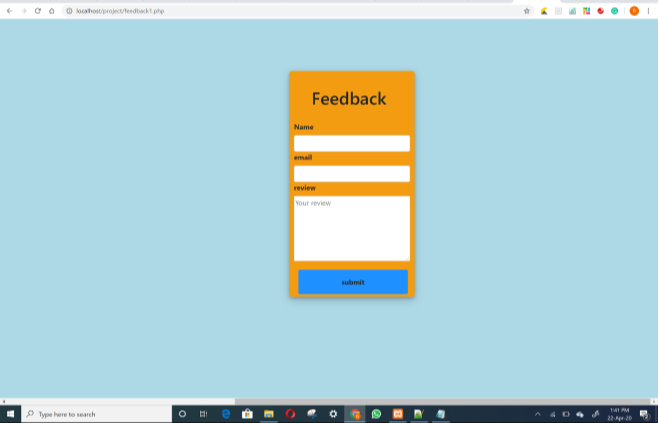 localhost/project/feedback1.php
Feedback
Name
email
review
Your review
submit
Type here to search
1:41 PM
22-Apr-20